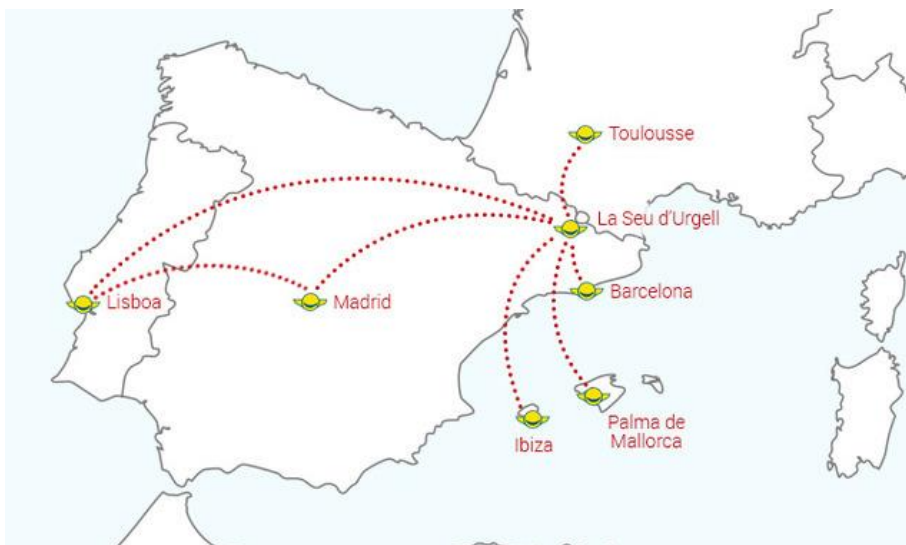 Toulousse
La Seu d'Urgell
Lisboa
Madrid
Barcelona
Ibiza
Palma de
Mallorca